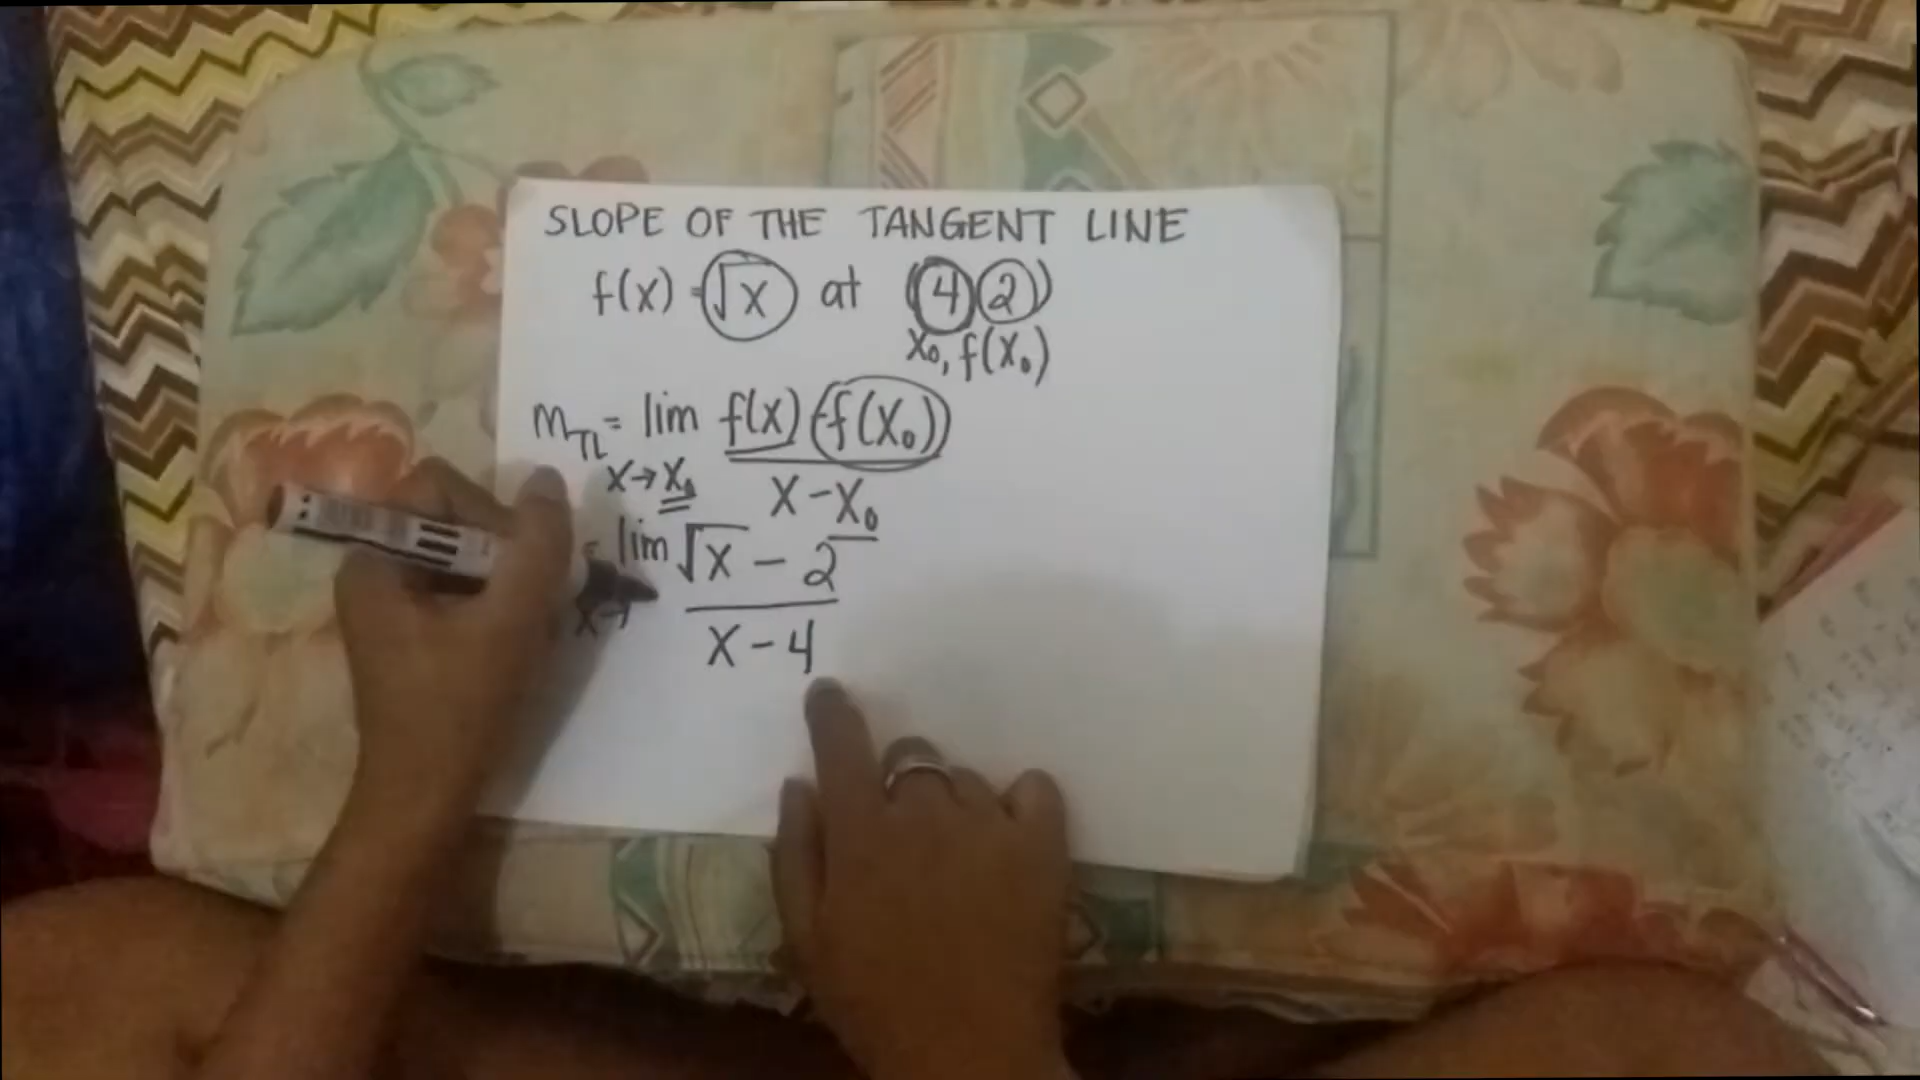 SLOPE OF THE TANGENT LINE
f(x) = √x at (4, 2)
x₀, f(x₀)
m_TL = lim f(x) - f(x₀)
x→x₀ x - x₀
= lim √x - 2
x→ x - 4